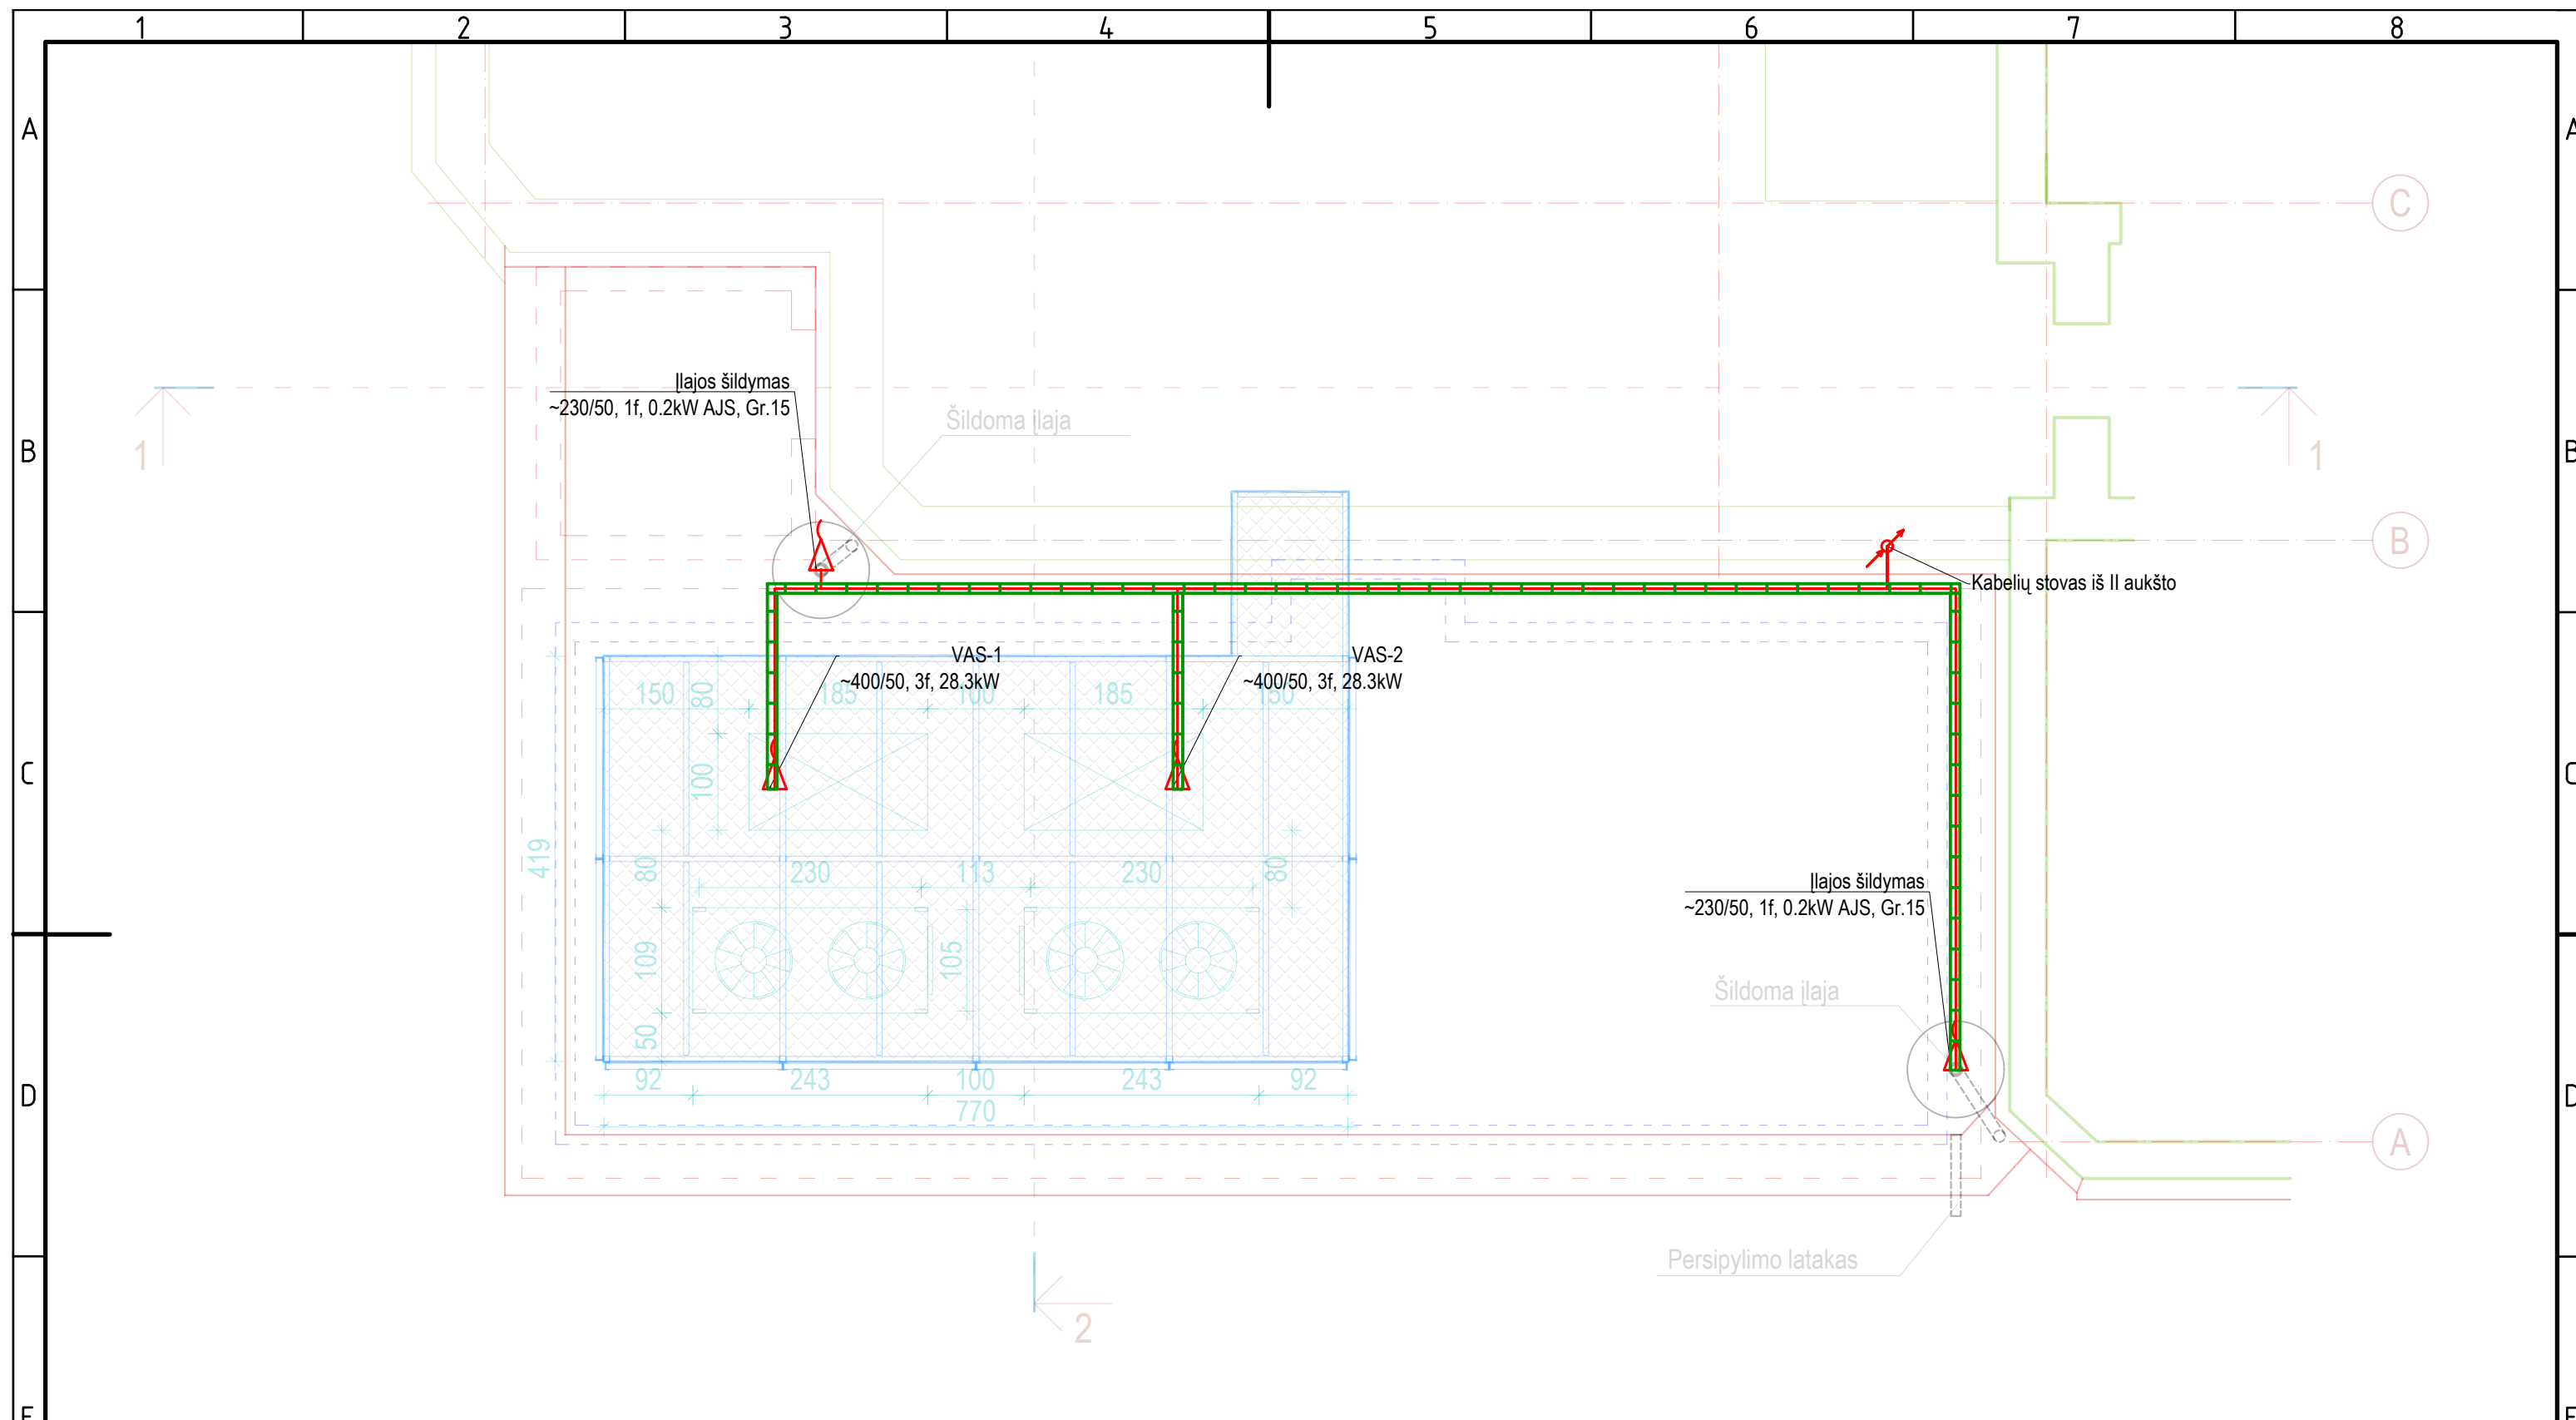 1 2 3 4 5 6 7 8
A A
C
Įlajos šildymas
~230/50, 1f, 0.2kW AJS, Gr.15
Šildoma įlaja
B B
1 1
B
Kabelių stovas iš II aukšto
VAS-1
~400/50, 3f, 28.3kW
VAS-2
~400/50, 3f, 28.3kW
150 80 185 100 185 150
C 100 C
419 80 230 113 230 80
Įlajos šildymas
~230/50, 1f, 0.2kW AJS, Gr.15
109 105
Šildoma įlaja
50
92 243 100 243 92
D D
770
A
Persipylimo latakas
2